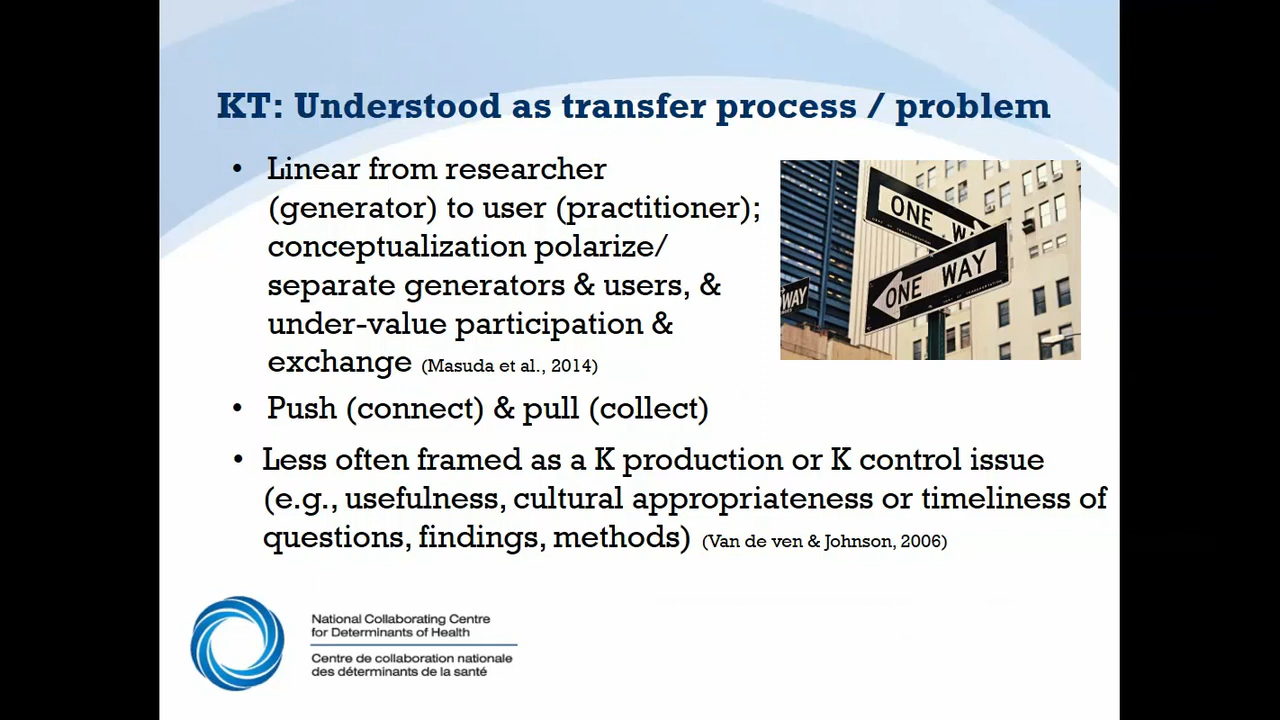 KT: Understood as transfer process / problem
• Linear from researcher
(generator) to user (practitioner);
conceptualization polarize/
separate generators & users, &
under-value participation &
exchange (Masuda et al., 2014)
• Push (connect) & pull (collect)
• Less often framed as a K production or K control issue
(e.g., usefulness, cultural appropriateness or timeliness of
questions, findings, methods) (Van de ven & Johnson, 2006)
ONE WA
ONE WAY
WAY
National Collaborating Centre
for Determinants of Health
Centre de collaboration nationale
des déterminants de la santé